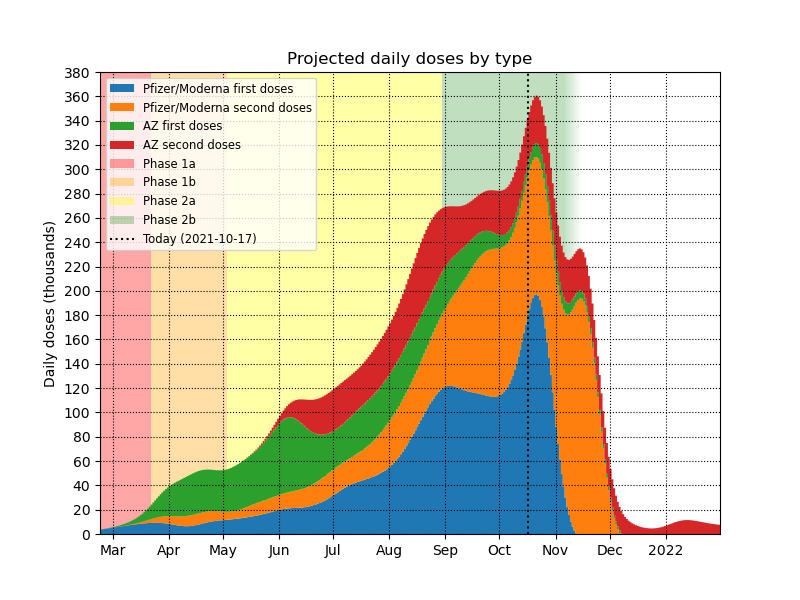 Projected daily doses by type
Daily doses (thousands)
380
360
340
320
300
280
260
240
220
200
180
160
140
120
100
80
60
40
20
0
Pfizer/Moderna first doses
Pfizer/Moderna second doses
AZ first doses
AZ second doses
Phase 1a
Phase 1b
Phase 2a
Phase 2b
Today (2021-10-17)
Mar Apr May Jun Jul Aug Sep Oct Nov Dec 2022